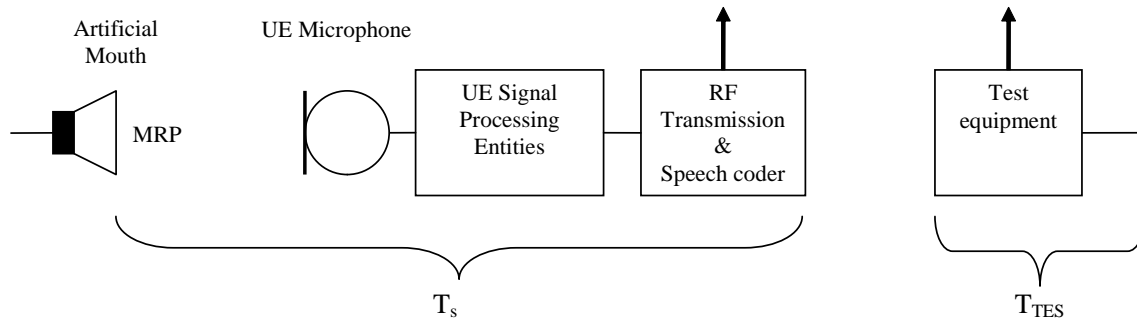 Artificial
Mouth
UE Microphone
MRP
UE Signal
Processing
Entities
RF
Transmission
&
Speech coder
Test
equipment
Ts
TTES